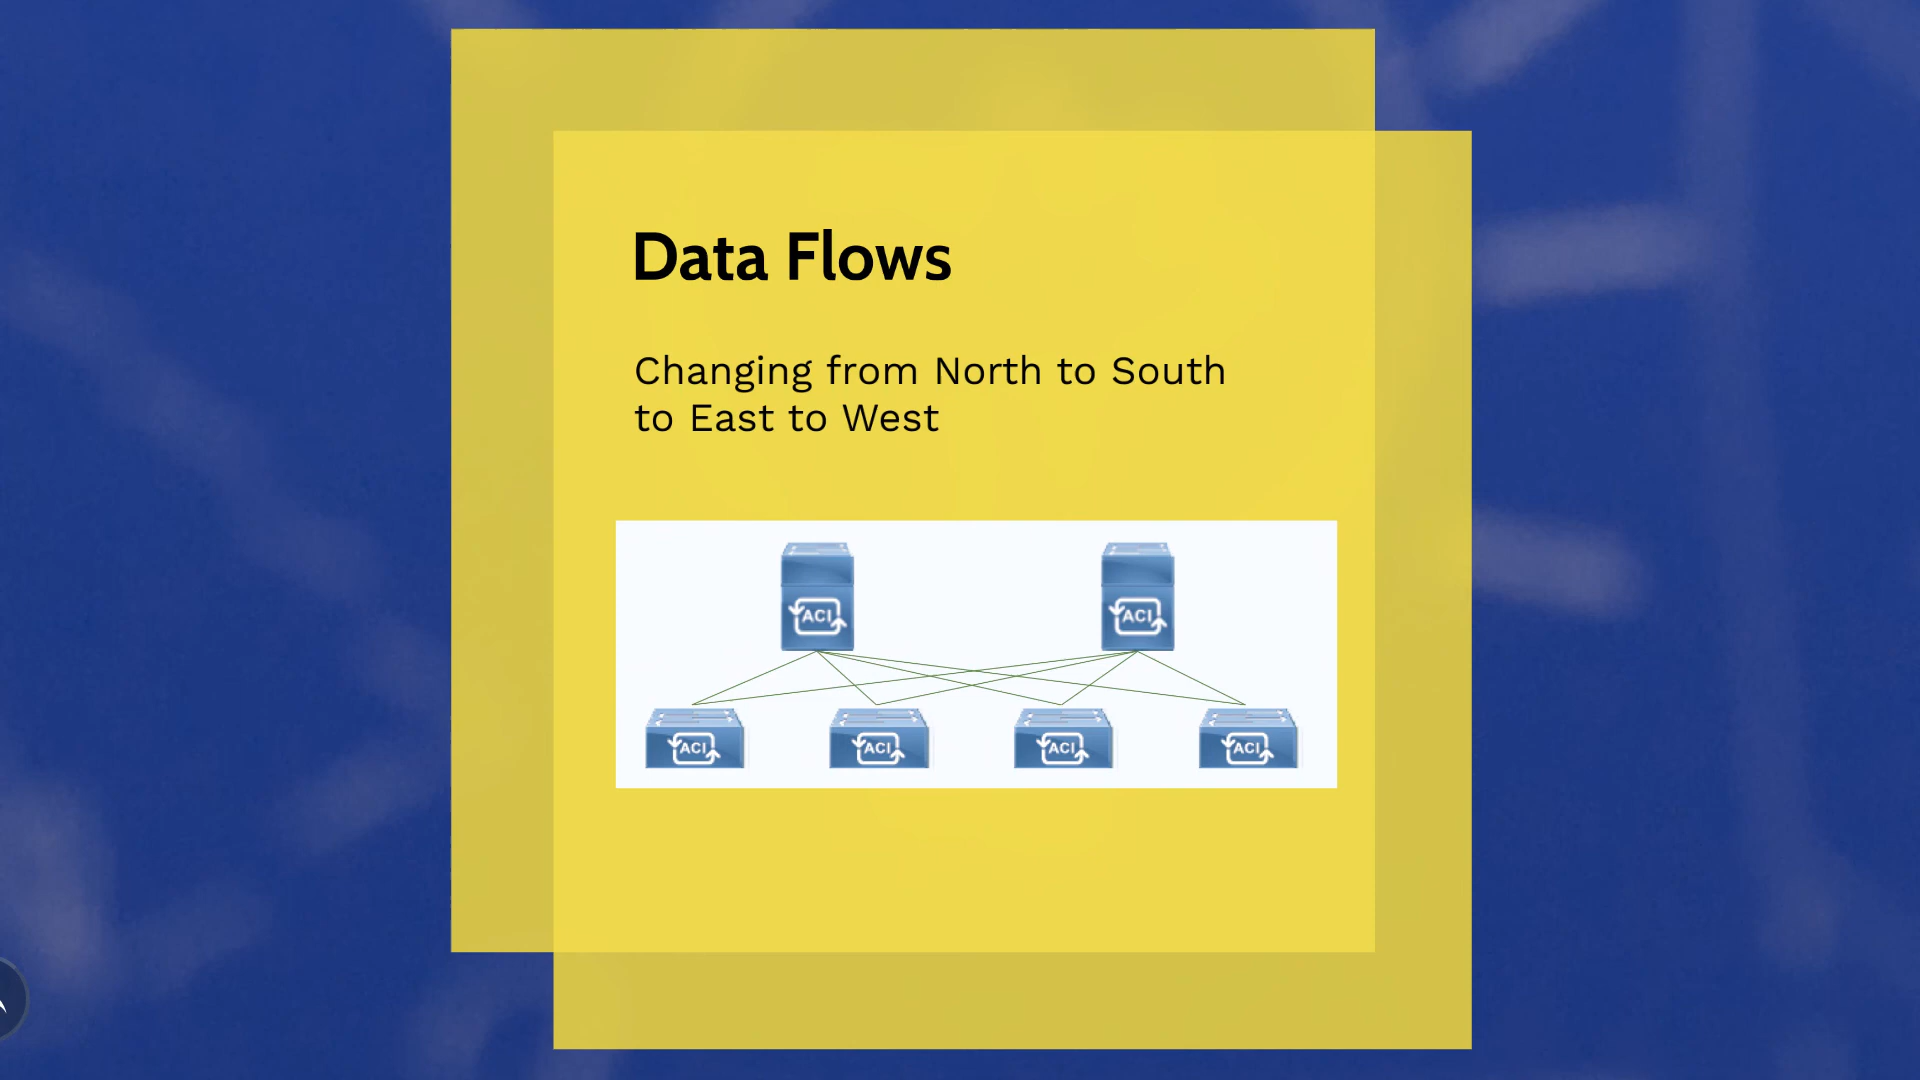 Data Flows
Changing from North to South
to East to West
ACI ACI
ACI ACI ACI ACI